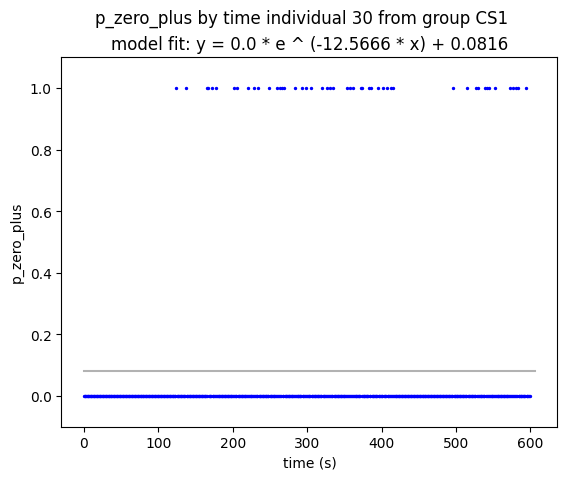 p_zero_plus by time individual 30 from group CS1
model fit: y = 0.0 * e ^ (-12.5666 * x) + 0.0816
1.0
0.8
0.6
0.4
0.2
0.0
p_zero_plus
0 100 200 300 400 500 600
time (s)